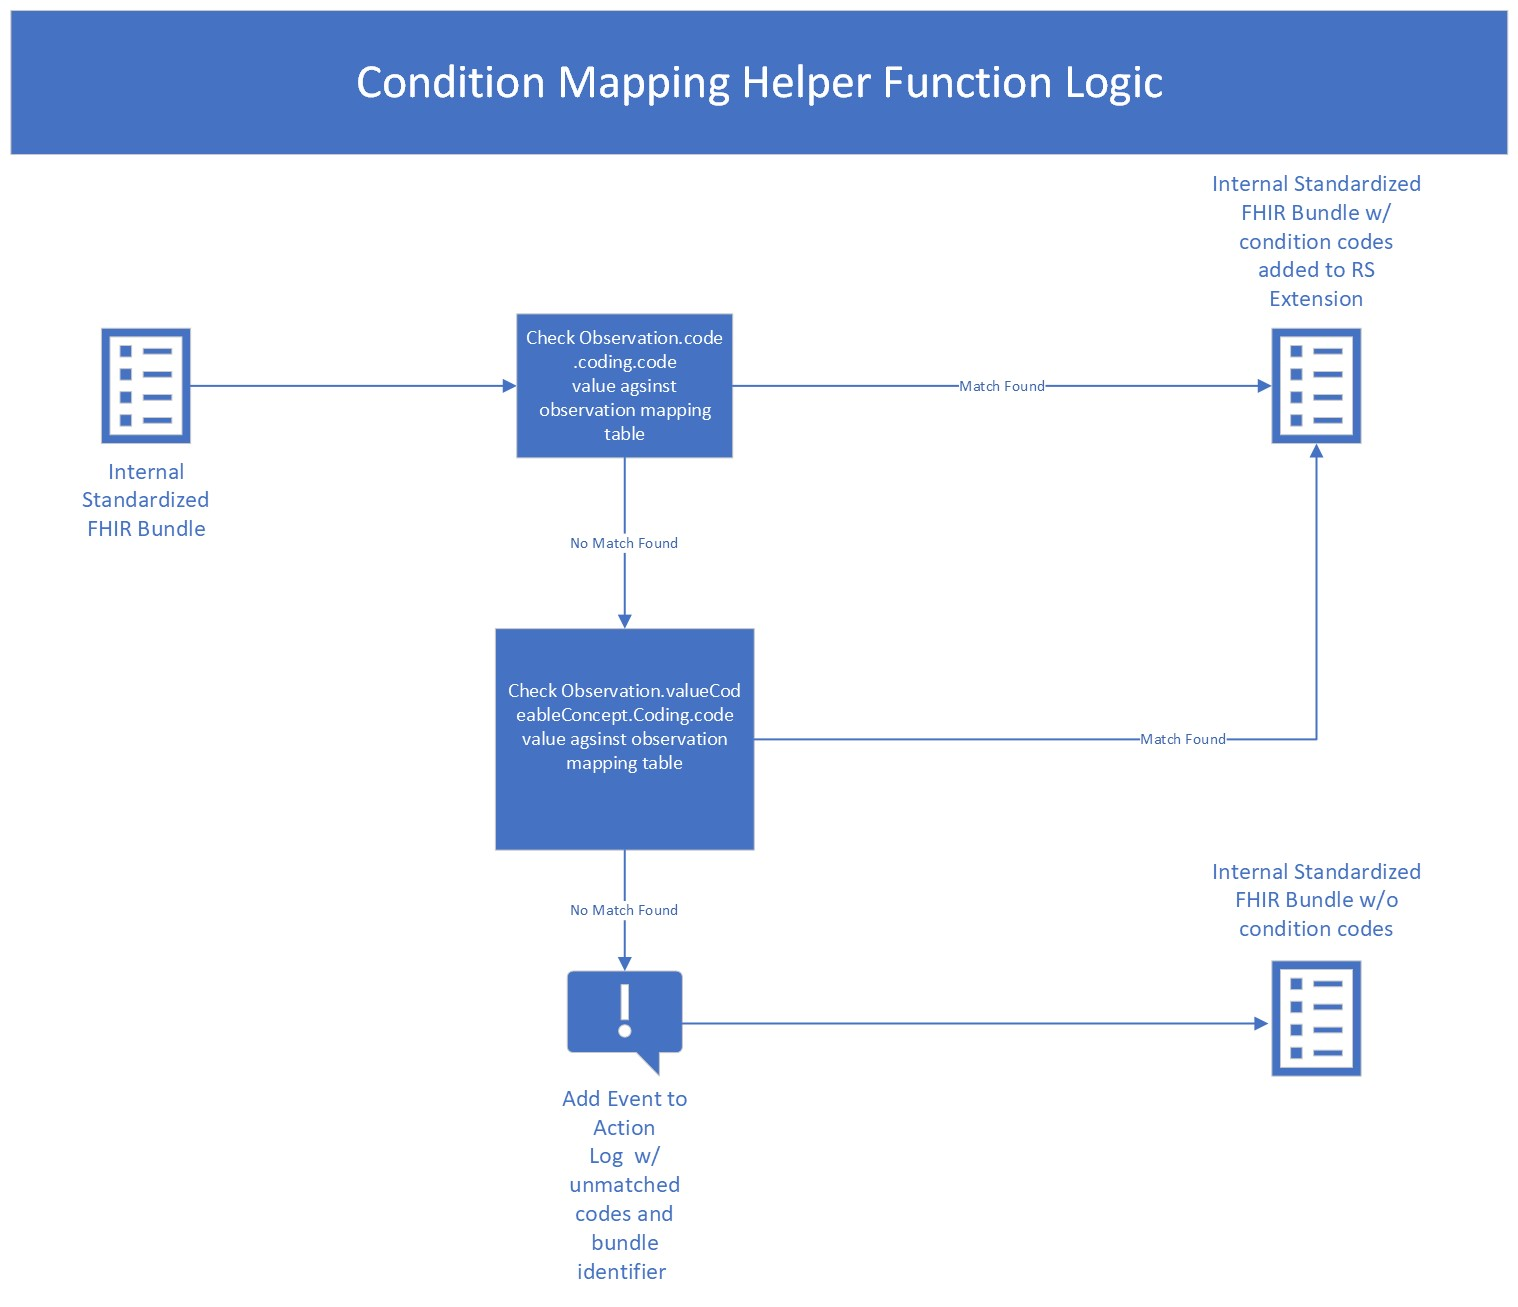 Condition Mapping Helper Function Logic
Internal Standardized
FHIR Bundle w/
condition codes
added to RS
Extension
Check Observation.code
.coding.code
value agsinst
observation mapping
table
Match Found
Internal
Standardized
FHIR Bundle
No Match Found
Check Observation.valueCod
eableConcept.Coding.code
value agsinst observation
mapping table
Match Found
Internal Standardized
FHIR Bundle w/o
condition codes
No Match Found
Add Event to
Action
Log  w/
unmatched
codes and
bundle
identifier